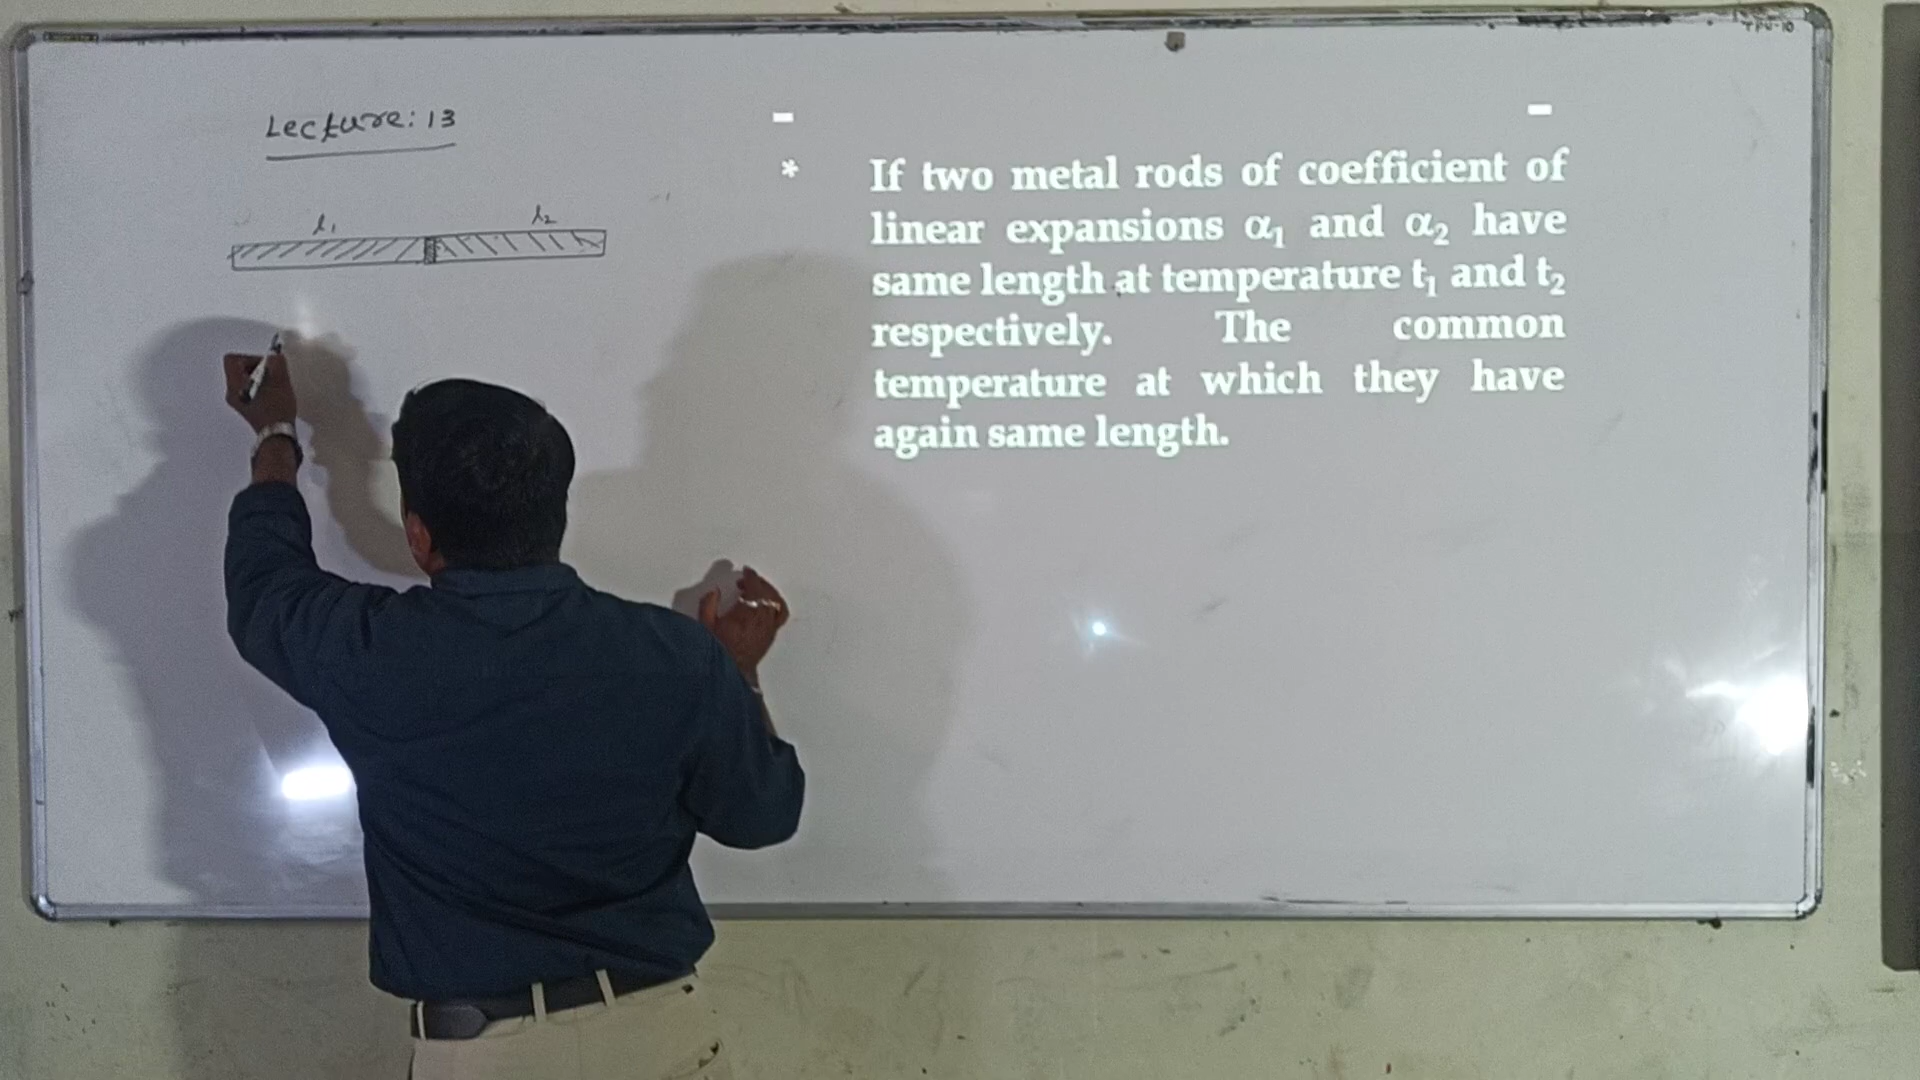 Lecture: 13
l₁ l₂
* If two metal rods of coefficient of
linear expansions α₁ and α₂ have
same length at temperature t₁ and t₂
respectively. The common
temperature at which they have
again same length.